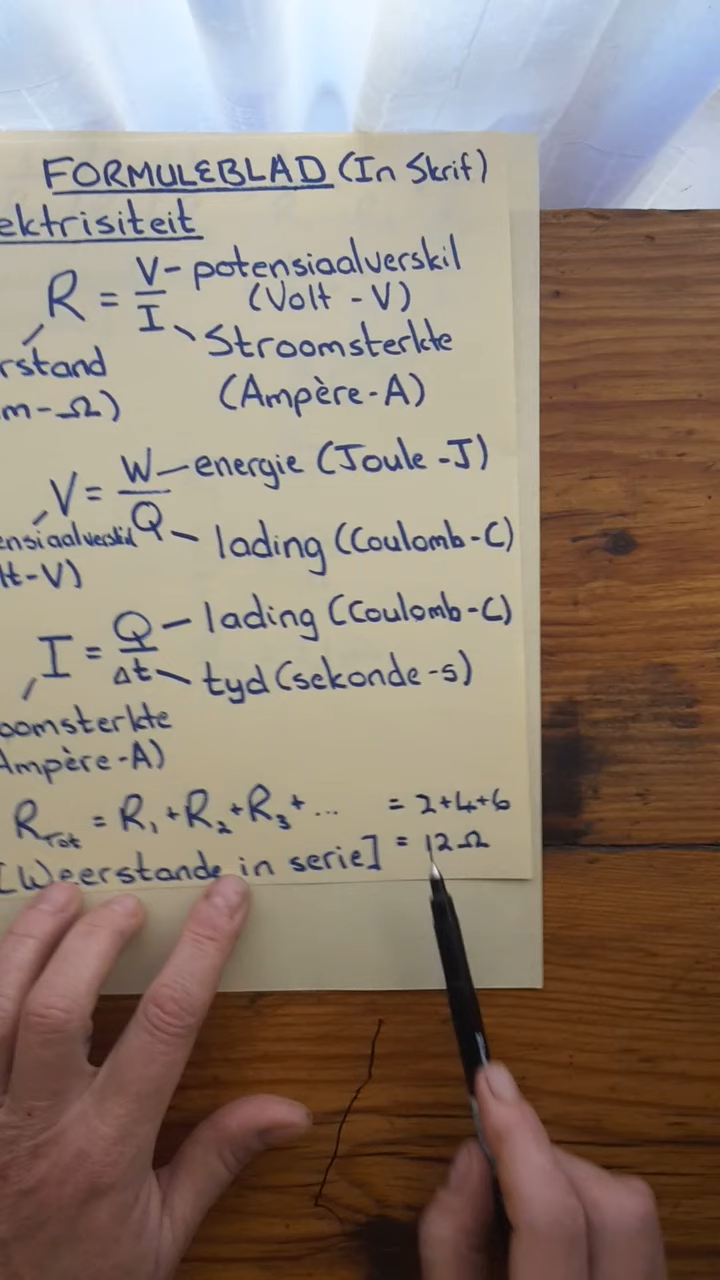 FORMULEBLAD (In Skrif)
ektrisiteit
R = V/I - potensiaalverskil
(Volt - V)
Stroomsterkte
rstand
(Ampère - A)
m - Ω)
V = W/Q - energie (Joule - J)
ensiaalverskil
lading (Coulomb - C)
lt - V)
I = Q/Δt - lading (Coulomb - C)
tyd (sekonde - s)
oomsterkte
Ampère - A)
R Tot = R₁ + R₂ + R₃ + ... = 2+4+6
[Weerstande in serie] = 12 Ω